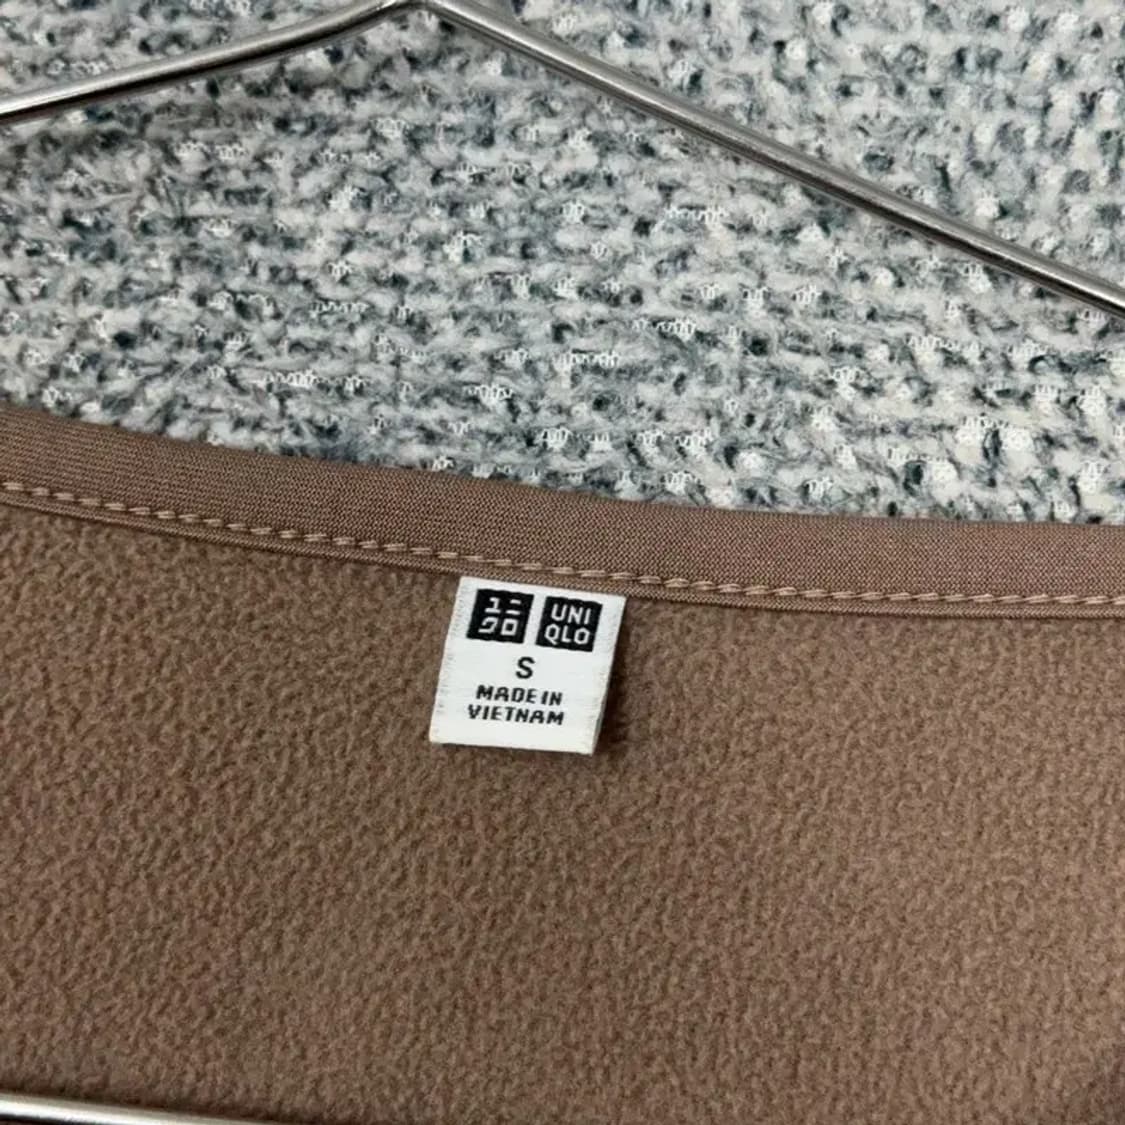 ユニ UNI
クロ QLO
S
MADE IN
VIETNAM